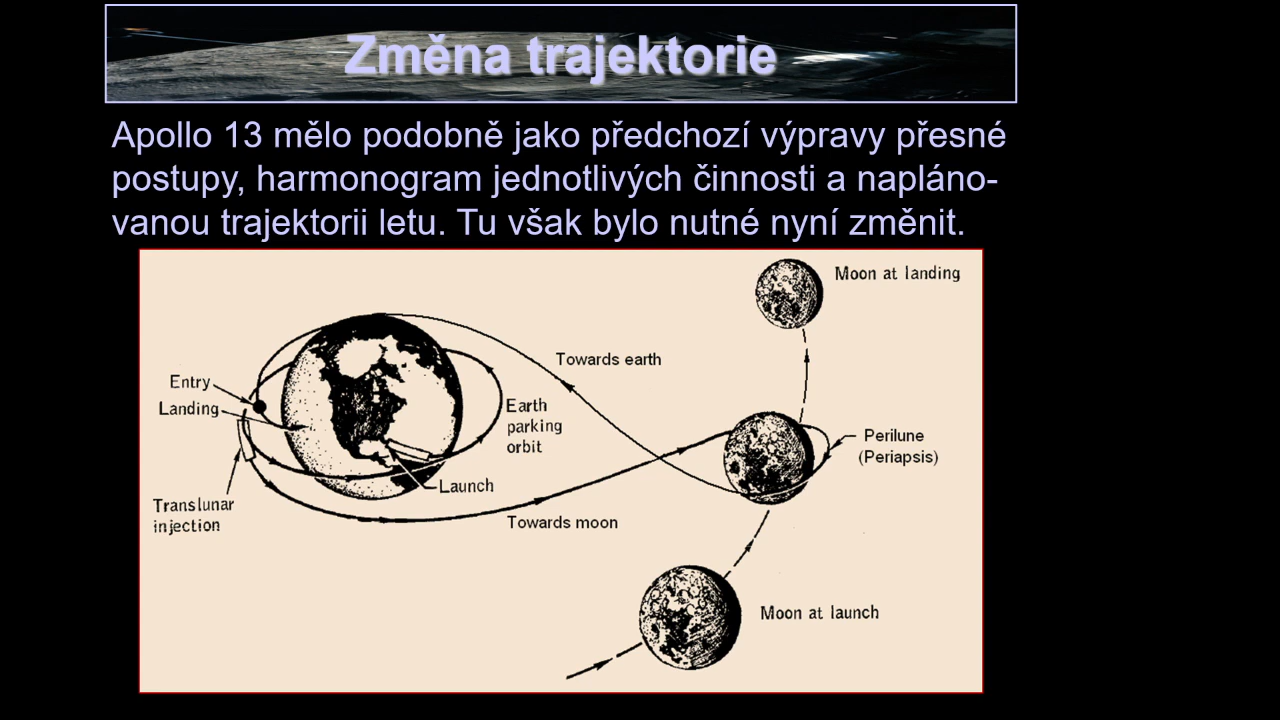 Změna trajektorie
Apollo 13 mělo podobně jako předchozí výpravy přesné
postupy, harmonogram jednotlivých činnosti a napláno-
vanou trajektorii letu. Tu však bylo nutné nyní změnit.
Moon at landing
Towards earth
Entry
Landing
Earth
parking
orbit
Perilune
(Periapsis)
Launch
Translunar
injection
Towards moon
Moon at launch